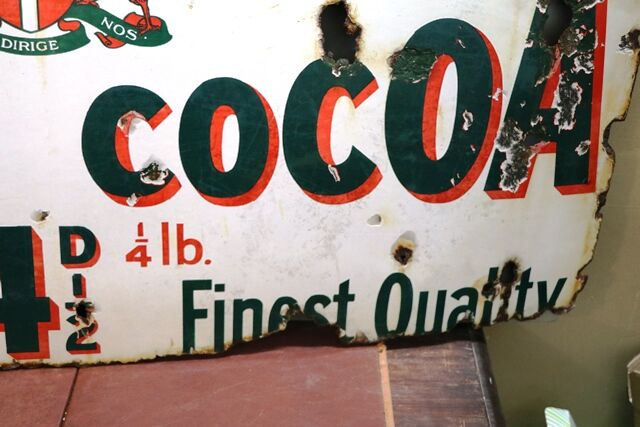 DIRIGE NOS
COCOA
4 D 1/2 1/4 lb.
Finest Quality